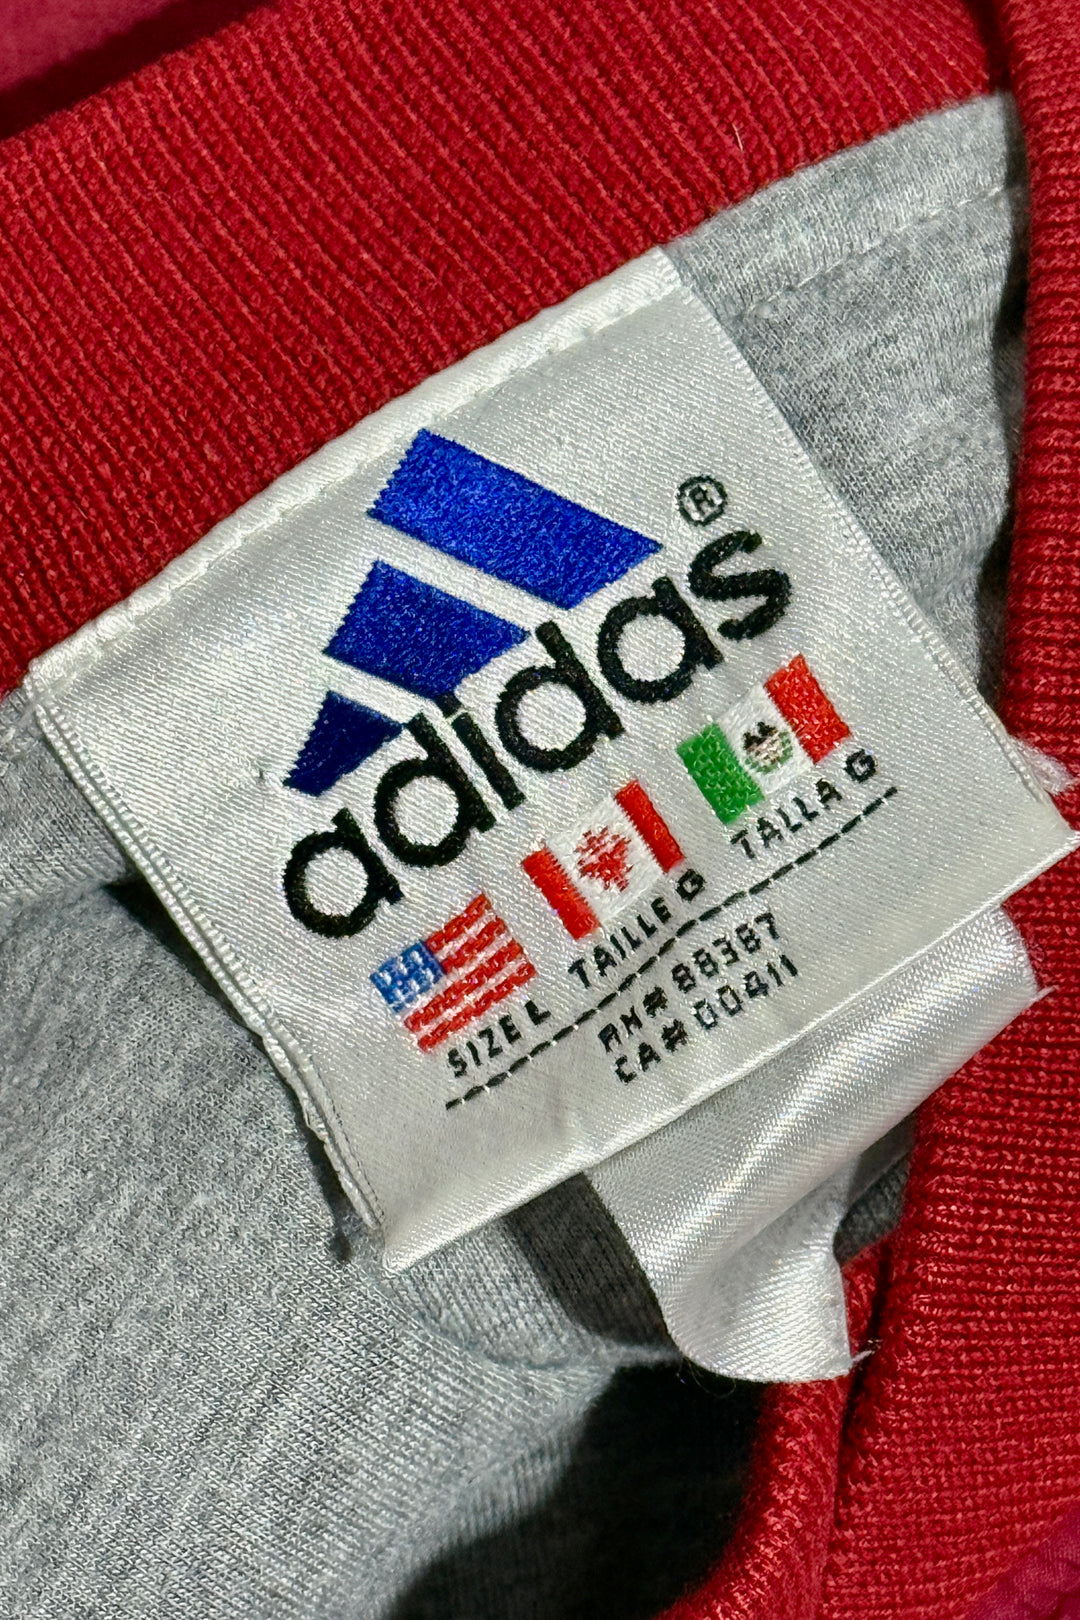 adidas®
SIZE L
TAILLE G
TALLA G
RN# 88387
CA# 00411